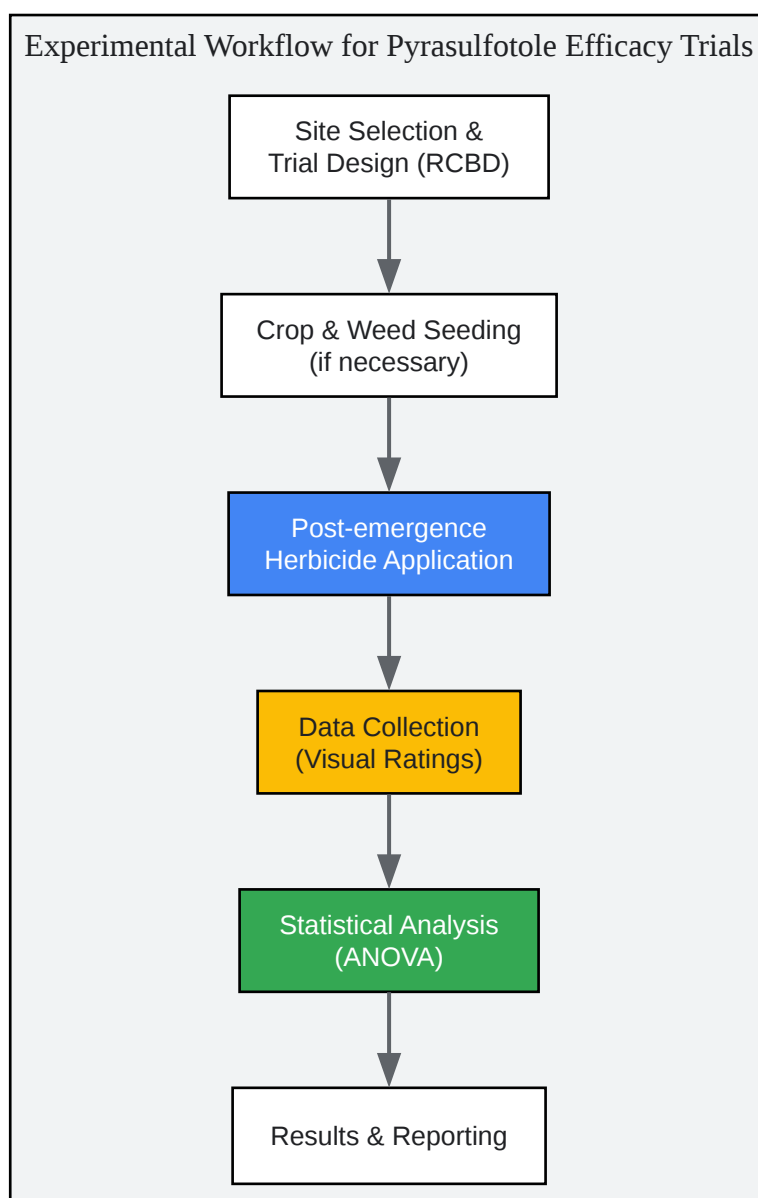 Experimental Workflow for Pyrasulfotole Efficacy Trials
Site Selection &
Trial Design (RCBD)
Crop & Weed Seeding
(if necessary)
Post-emergence
Herbicide Application
Data Collection
(Visual Ratings)
Statistical Analysis
(ANOVA)
Results & Reporting